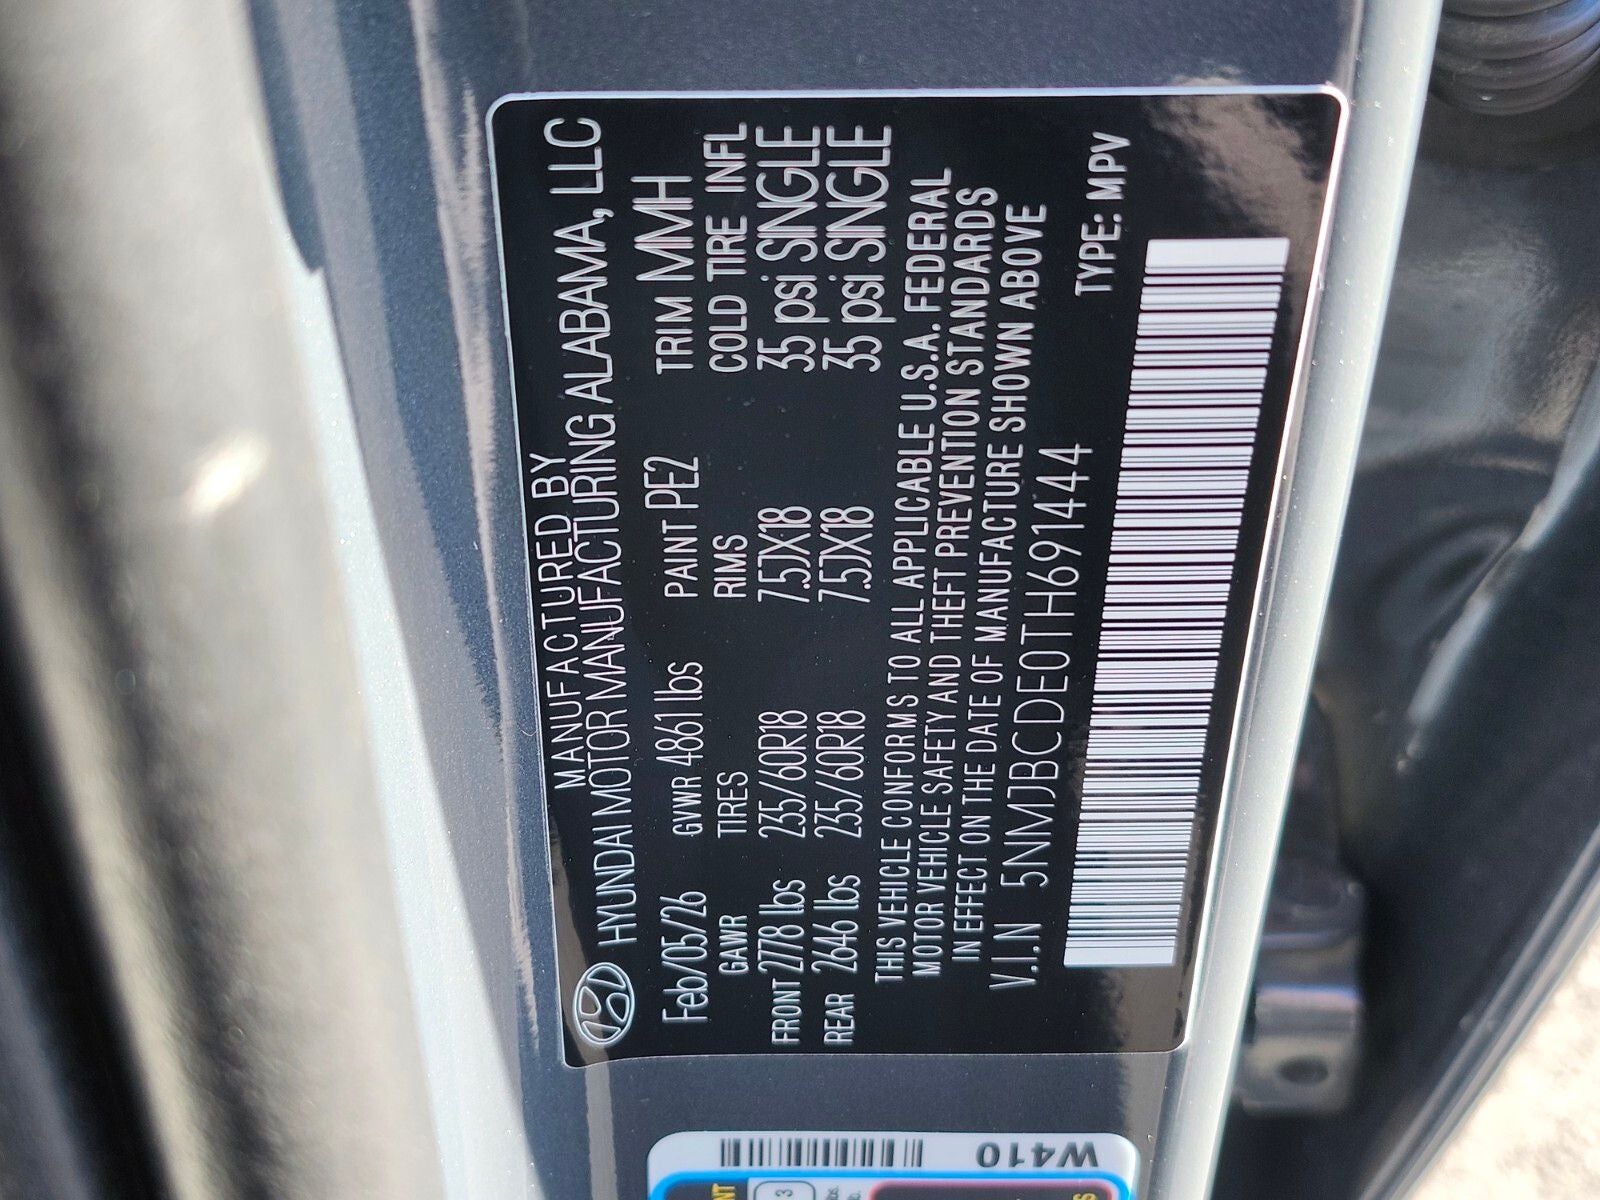 MANUFACTURED BY
HYUNDAI MOTOR MANUFACTURING ALABAMA, LLC
Feb/05/26 GVWR 4861 lbs PAINT PE2 TRIM MMH
GAWR TIRES RIMS COLD TIRE INFL
FRONT 2778 lbs 235/60R18 7.5JX18 35 psi SINGLE
REAR 2646 lbs 235/60R18 7.5JX18 35 psi SINGLE
THIS VEHICLE CONFORMS TO ALL APPLICABLE U.S.A. FEDERAL
MOTOR VEHICLE SAFETY AND THEFT PREVENTION STANDARDS
IN EFFECT ON THE DATE OF MANUFACTURE SHOWN ABOVE
V.I.N 5NMJBCDE0TH691444
TYPE: MPV
W410